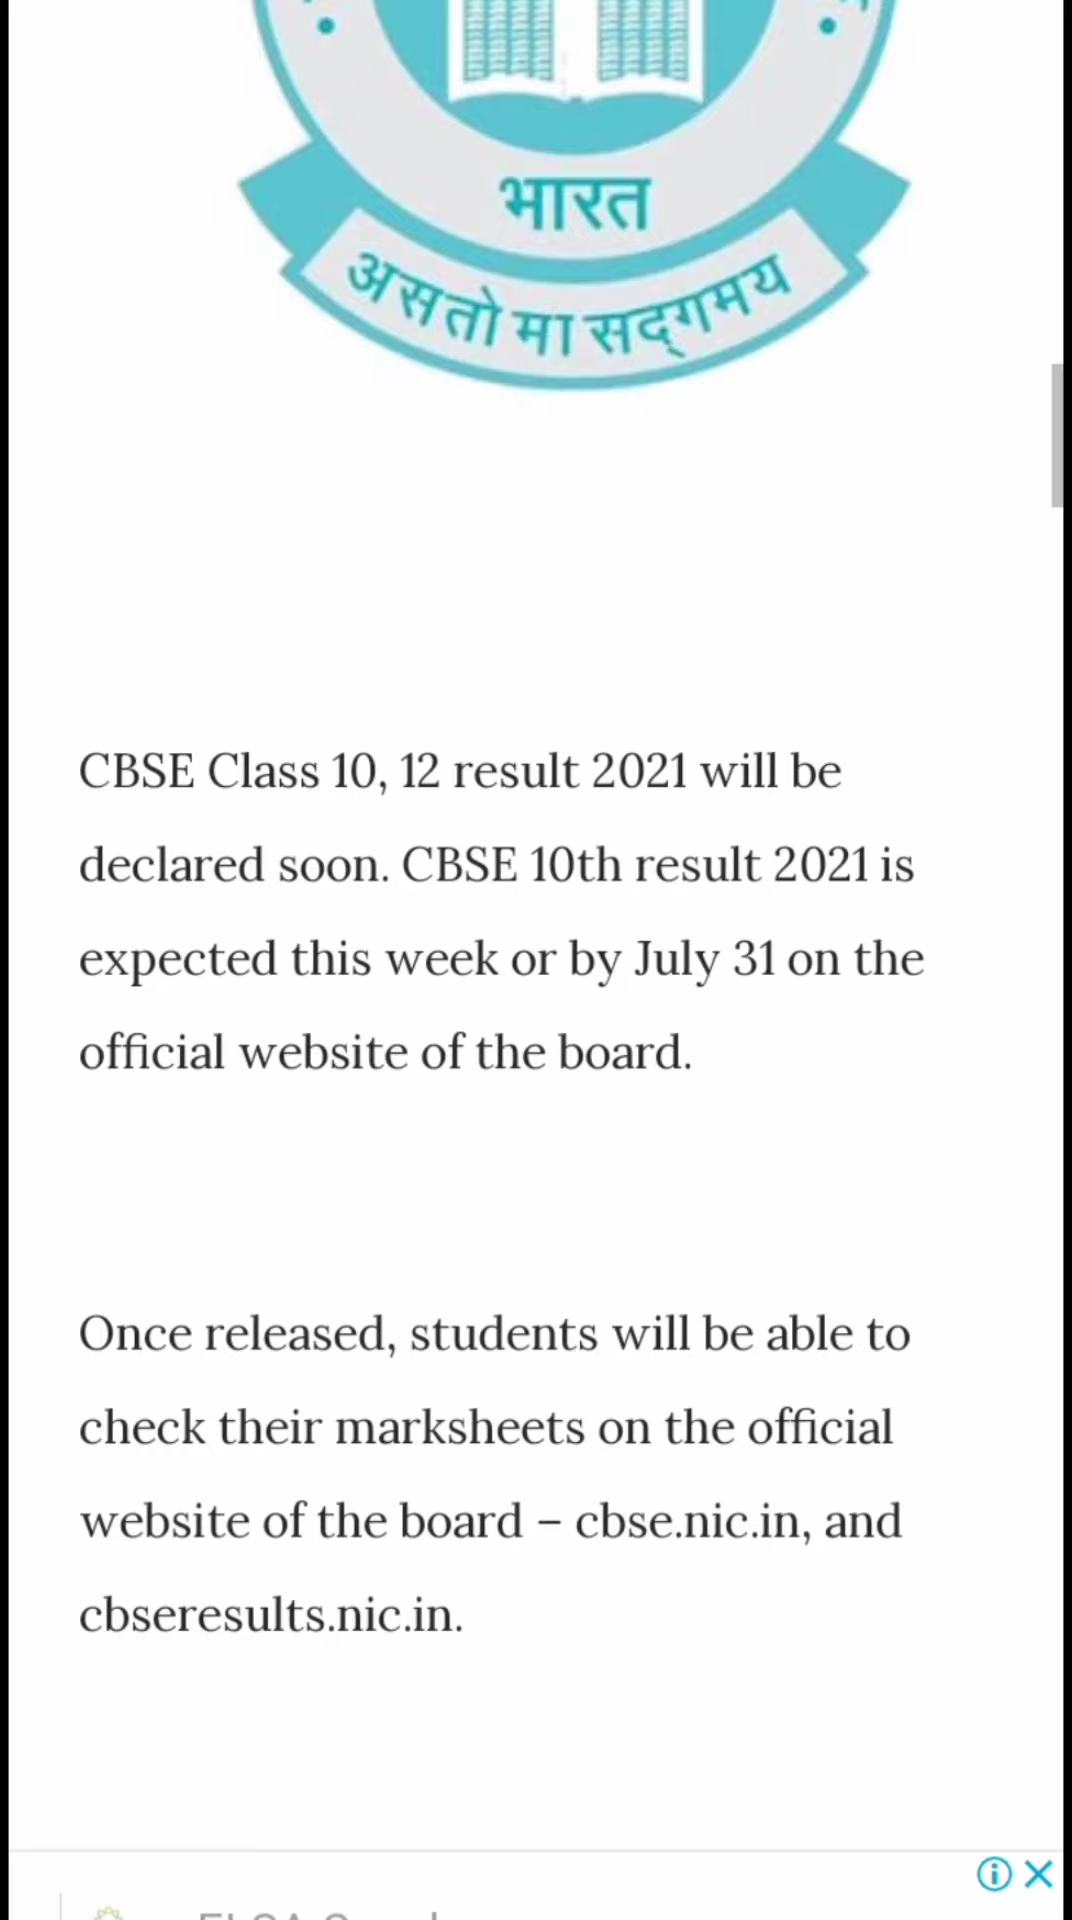 भारत
असतो मा सद्गमय
CBSE Class 10, 12 result 2021 will be
declared soon. CBSE 10th result 2021 is
expected this week or by July 31 on the
official website of the board.
Once released, students will be able to
check their marksheets on the official
website of the board – cbse.nic.in, and
cbseresults.nic.in.